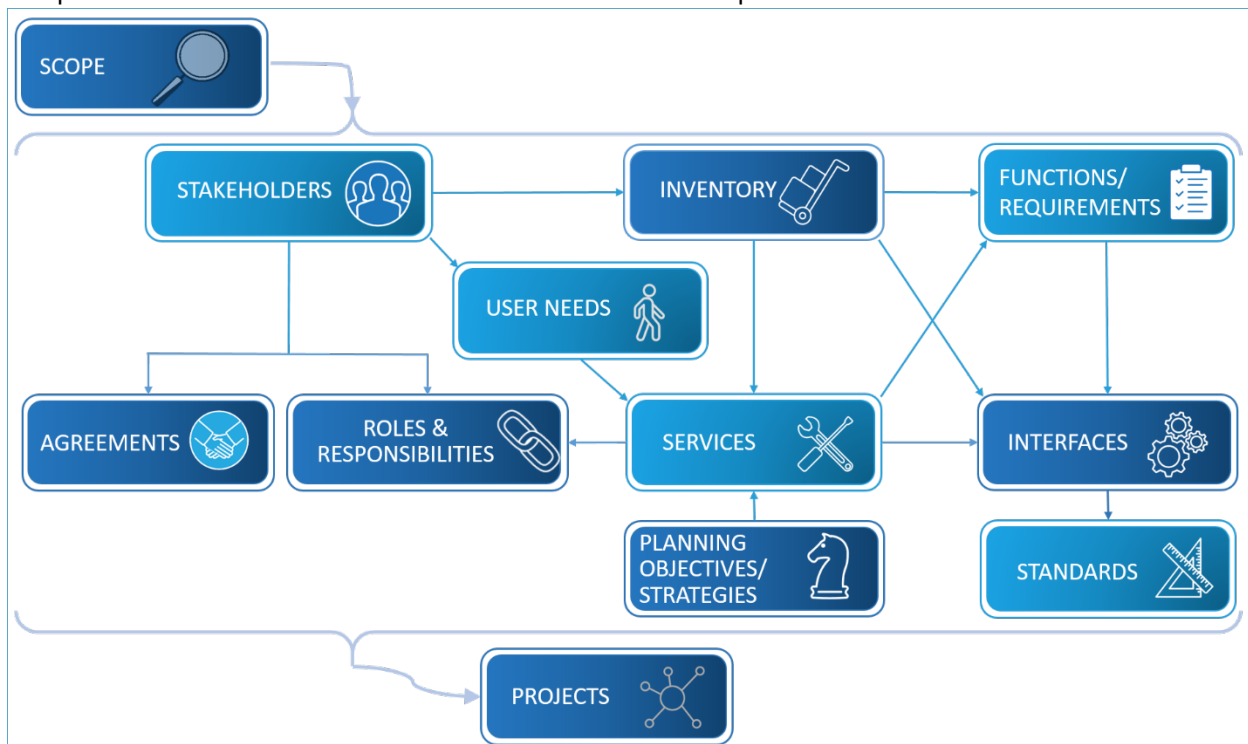 SCOPE
STAKEHOLDERS
INVENTORY
FUNCTIONS/
REQUIREMENTS
USER NEEDS
AGREEMENTS
ROLES &
RESPONSIBILITIES
SERVICES
INTERFACES
PLANNING
OBJECTIVES/
STRATEGIES
STANDARDS
PROJECTS